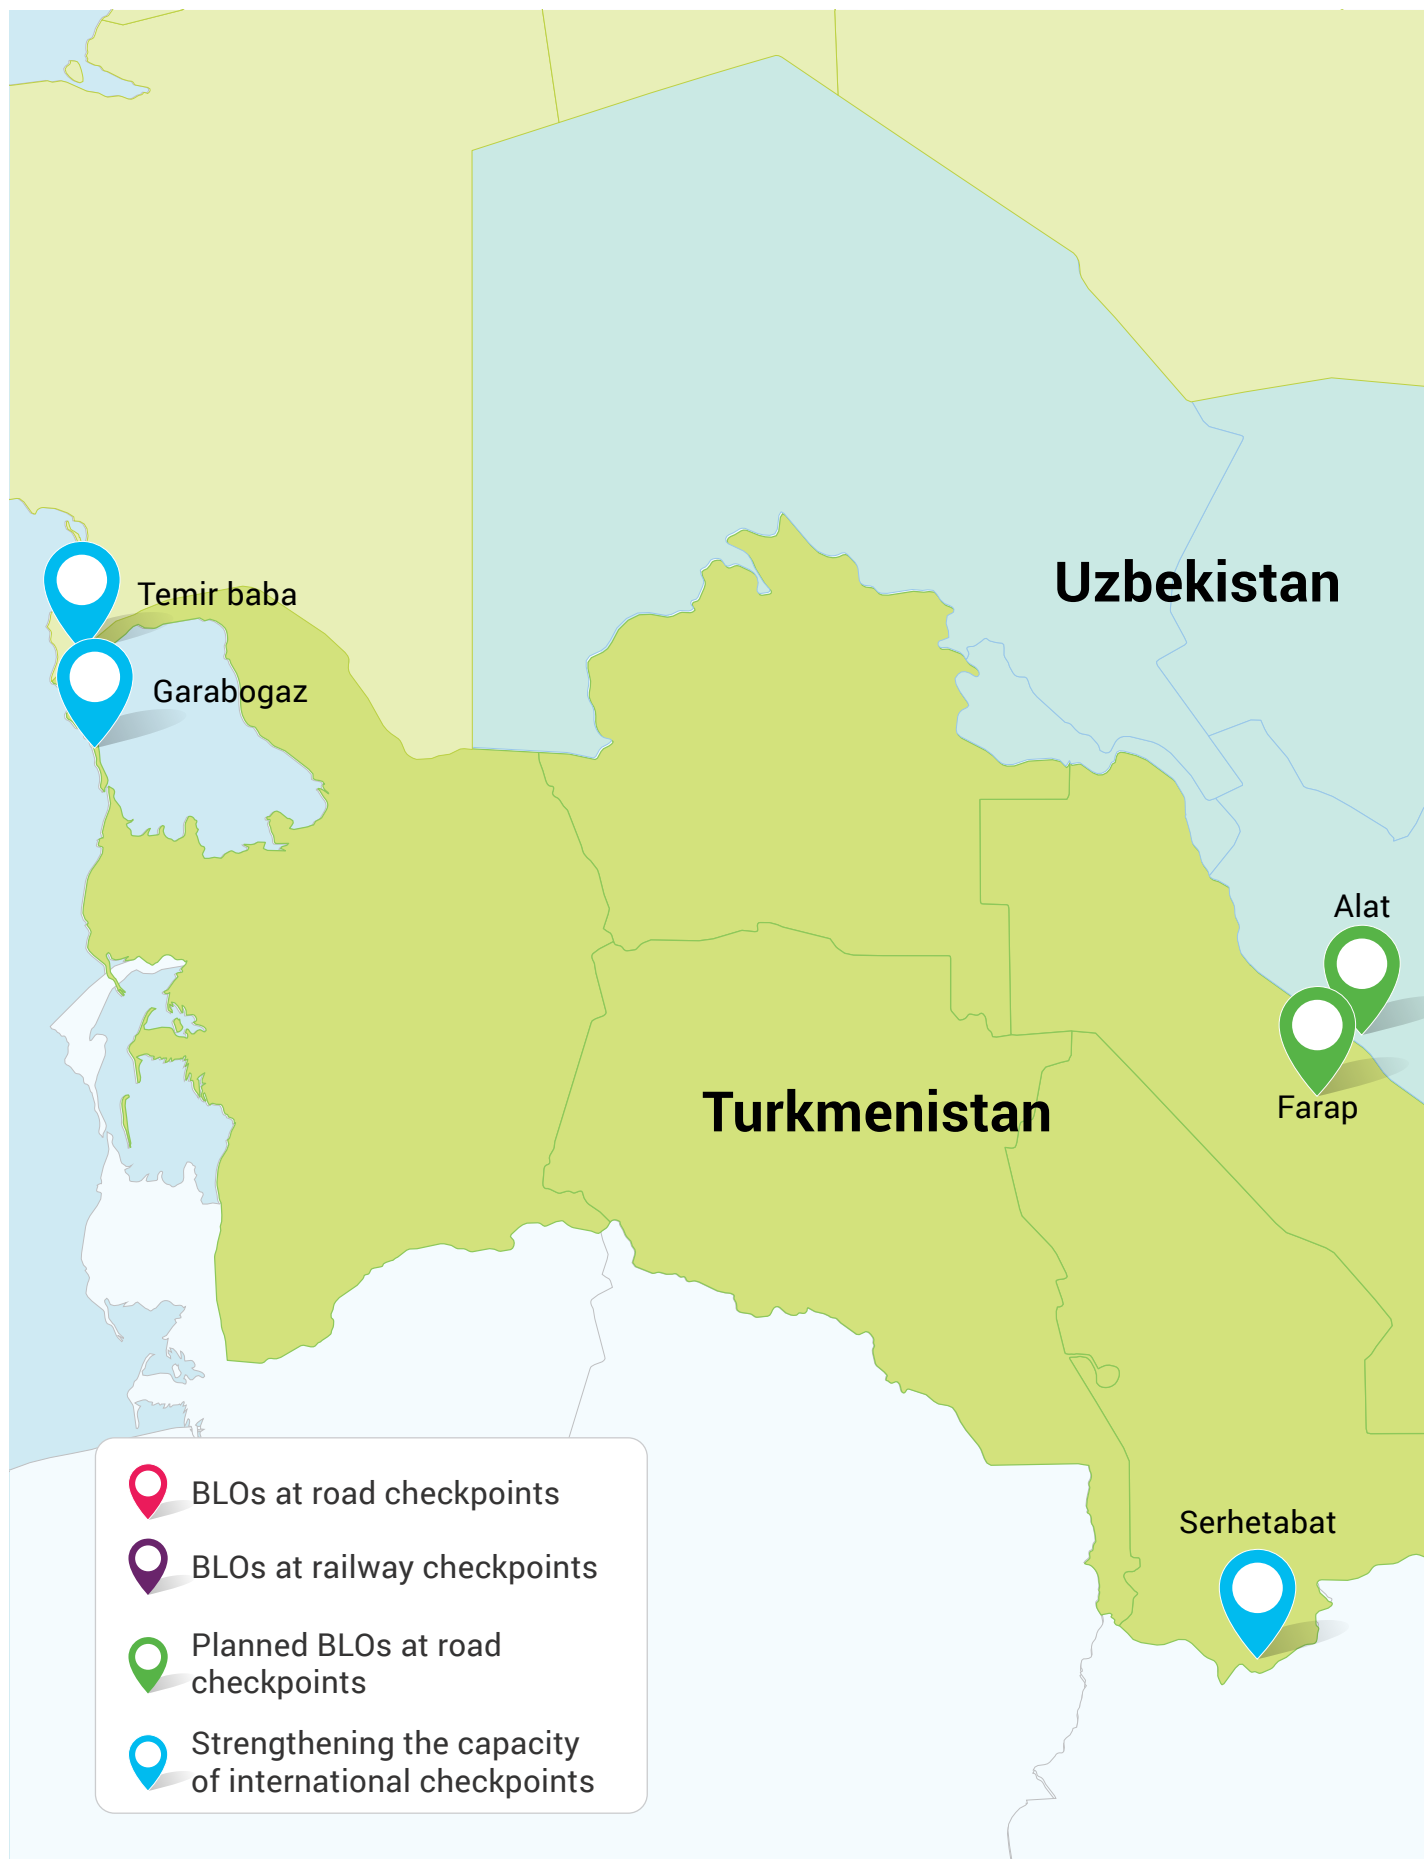 Uzbekistan
Temir baba
Garabogaz
Alat
Turkmenistan
Farap
Serhetabat
BLOs at road checkpoints
BLOs at railway checkpoints
Planned BLOs at road
checkpoints
Strengthening the capacity
of international checkpoints